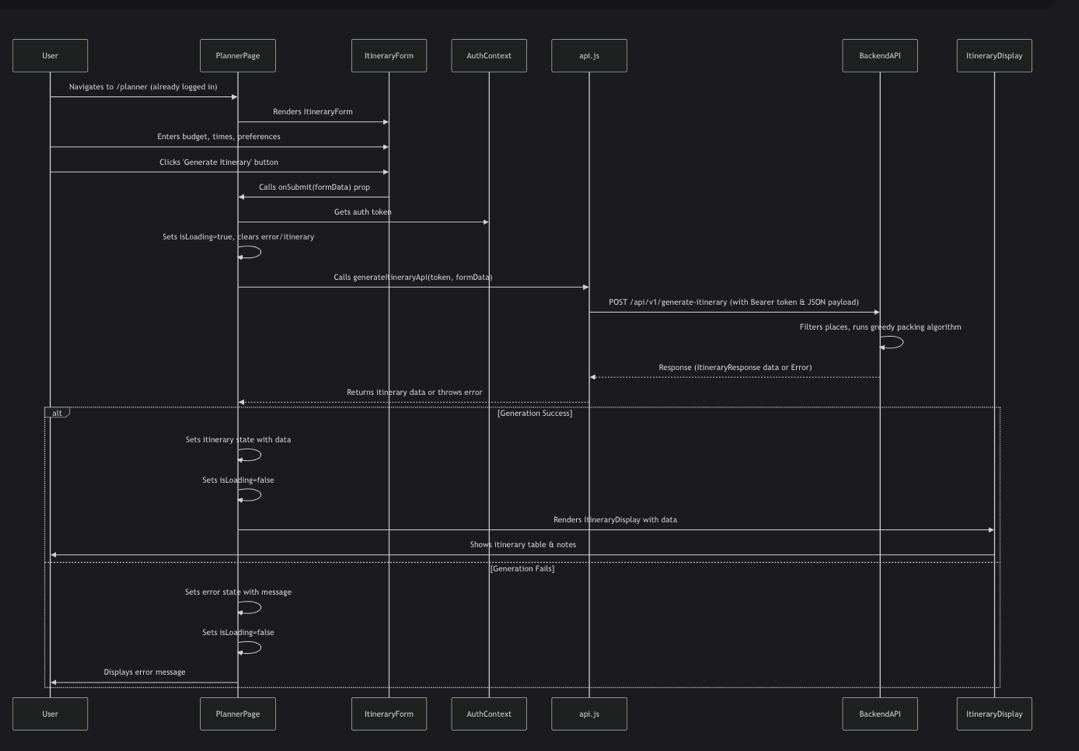 User
PlannerPage
ItineraryForm
AuthContext
api.js
BackendAPI
ItineraryDisplay
Navigates to /planner (already logged in)
Renders ItineraryForm
Enters budget, times, preferences
Clicks 'Generate Itinerary' button
Calls onSubmit(formData) prop
Gets auth token
Sets isLoading=true, clears error/itinerary
Calls generateItineraryApi(token, formData)
POST /api/v1/generate-itinerary (with Bearer token & JSON payload)
Filters places, runs greedy packing algorithm
Response (ItineraryResponse data or Error)
Returns itinerary data or throws error
alt
[Generation Success]
Sets itinerary state with data
Sets isLoading=false
Renders ItineraryDisplay with data
Shows itinerary table & notes
[Generation Fails]
Sets error state with message
Sets isLoading=false
Displays error message
User
PlannerPage
ItineraryForm
AuthContext
api.js
BackendAPI
ItineraryDisplay